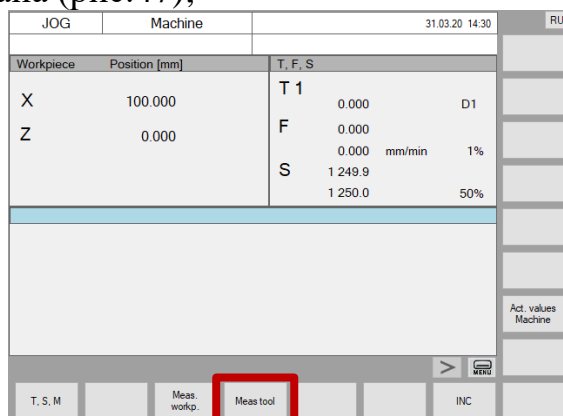 JOG Machine 31.03.20 14:30 RU
Workpiece Position [mm] T, F, S
T 1
0.000 D1
X 100.000
F 0.000
Z 0.000
0.000 mm/min 1%
S 1 249.9
1 250.0 50%
Act. values
Machine
>
MENU
T, S, M
Meas.
workp.
Meas tool
INC